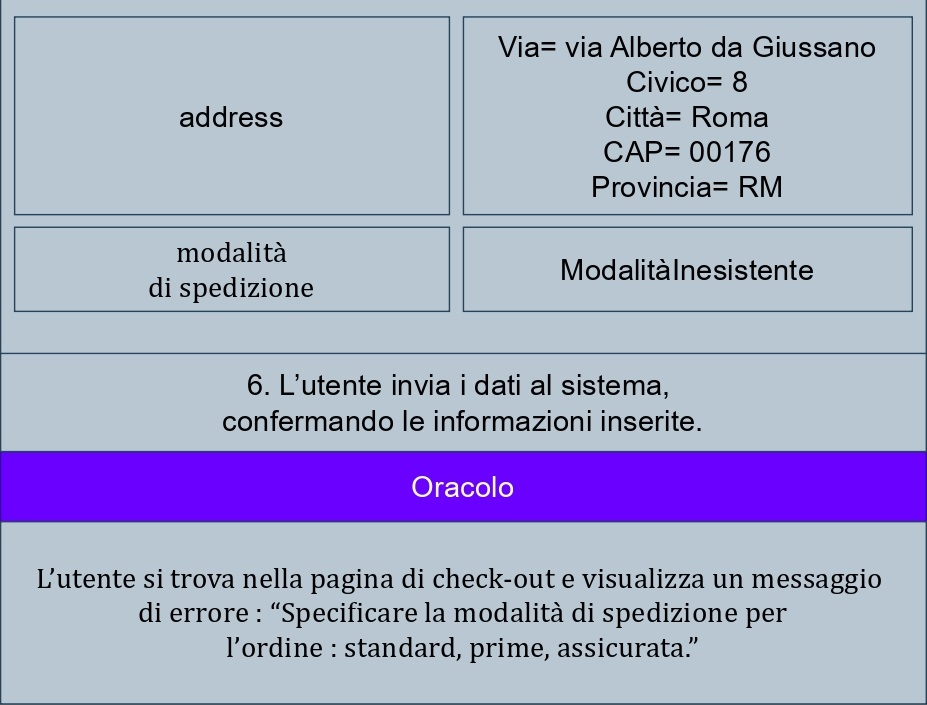 address
Via= via Alberto da Giussano
Civico= 8
Città= Roma
CAP= 00176
Provincia= RM
modalità
di spedizione
ModalitàInesistente
6. L’utente invia i dati al sistema,
confermando le informazioni inserite.
Oracolo
L’utente si trova nella pagina di check-out e visualizza un messaggio
di errore : “Specificare la modalità di spedizione per
l’ordine : standard, prime, assicurata.”